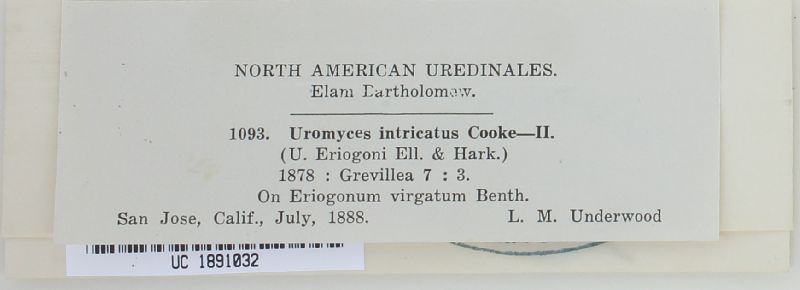 NORTH AMERICAN UREDINALES.
Elam Bartholomew.
1093. Uromyces intricatus Cooke—II.
(U. Eriogoni Ell. & Hark.)
1878 : Grevillea 7 : 3.
On Eriogonum virgatum Benth.
San Jose, Calif., July, 1888. L. M. Underwood
UC 1891032